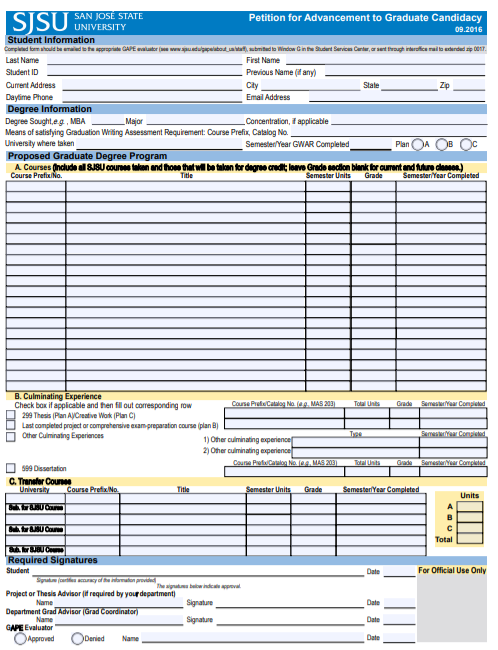 SJSU SAN JOSÉ STATE UNIVERSITY
Petition for Advancement to Graduate Candidacy
09.2016
Student Information
Completed form should be emailed to the appropriate GAPE evaluator (see www.sjsu/gape/about_us/staff), submitted to Window G in the Student Services Center, or sent through interoffice mail to extended zip 0017.
Last Name First Name
Student ID Previous Name (if any)
Current Address City State Zip
Daytime Phone Email Address
Degree Information
Degree Sought,e.g., MBA Major Concentration, if applicable
Means of satisfying Graduation Writing Assessment Requirement: Course Prefix, Catalog No.
University where taken Semester/Year GWAR Completed Plan A B C
Proposed Graduate Degree Program
A. Courses (Include all SJSU courses taken and those that will be taken for degree credit; leave Grade section blank for current and future classes.)
Course Prefix/No. Title Semester Units Grade Semester/Year Completed
B. Culminating Experience
Check box if applicable and then fill out corresponding row Course Prefix/Catalog No. (e.g., MAS 203) Total Units Grade Semester/Year Completed
299 Thesis (Plan A)/Creative Work (Plan C)
Last completed project or comprehensive exam-preparation course (plan B)
Other Culminating Experiences Type Semester/Year Completed
1) Other culminating experience
2) Other culminating experience
599 Dissertation Course Prefix/Catalog No. (e.g., MAS 203) Total Units Grade Semester/Year Completed
C. Transfer Courses
University Course Prefix/No. Title Semester Units Grade Semester/Year Completed Units
Sub. for SJSU Course A
B
Sub. for SJSU Course C
Total
Sub. for SJSU Course
Required Signatures
Student Date For Official Use Only
Signature (certifies accuracy of the information provided)
The signatures below indicate approval.
Project or Thesis Advisor (if required by your department)
Name Signature Date
Department Grad Advisor (Grad Coordinator)
Name Signature Date
GAPE Evaluator
Approved Denied Name Date